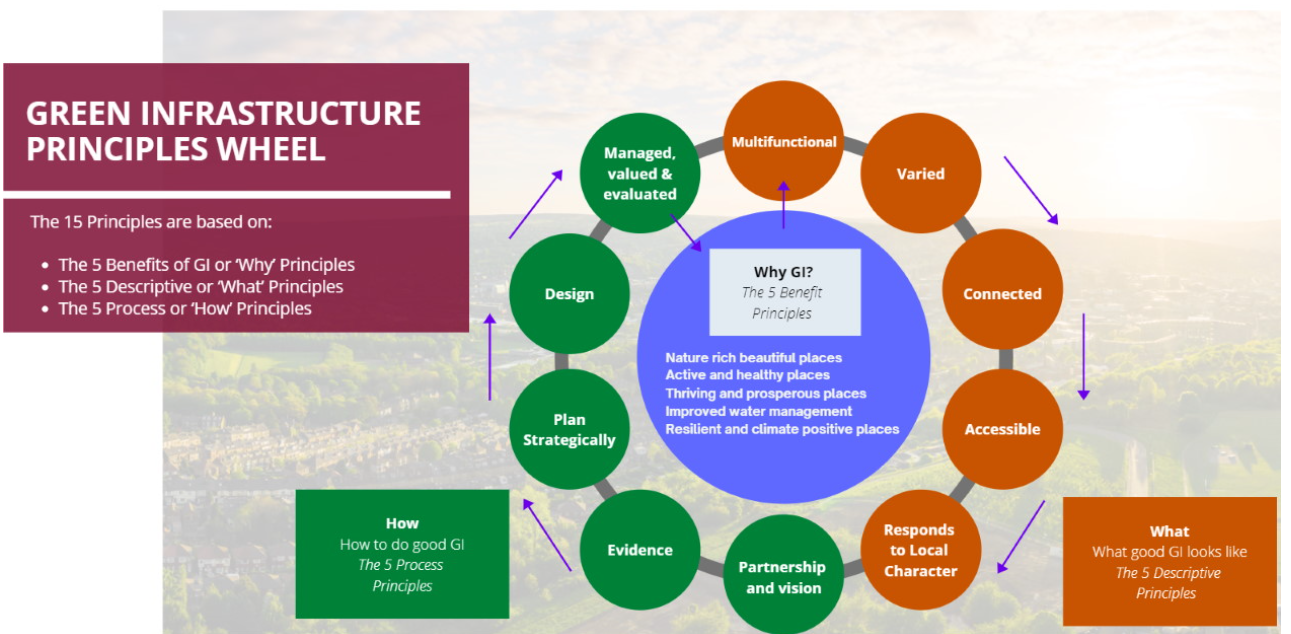 GREEN INFRASTRUCTURE
PRINCIPLES WHEEL
The 15 Principles are based on:
• The 5 Benefits of GI or ‘Why’ Principles
• The 5 Descriptive or ‘What’ Principles
• The 5 Process or ‘How’ Principles
Why GI?
The 5 Benefit
Principles
Nature rich beautiful places
Active and healthy places
Thriving and prosperous places
Improved water management
Resilient and climate positive places
Multifunctional
Varied
Connected
Accessible
Responds
to Local
Character
Partnership
and vision
Evidence
Plan
Strategically
Design
Managed,
valued &
evaluated
How
How to do good GI
The 5 Process
Principles
What
What good GI looks like
The 5 Descriptive
Principles